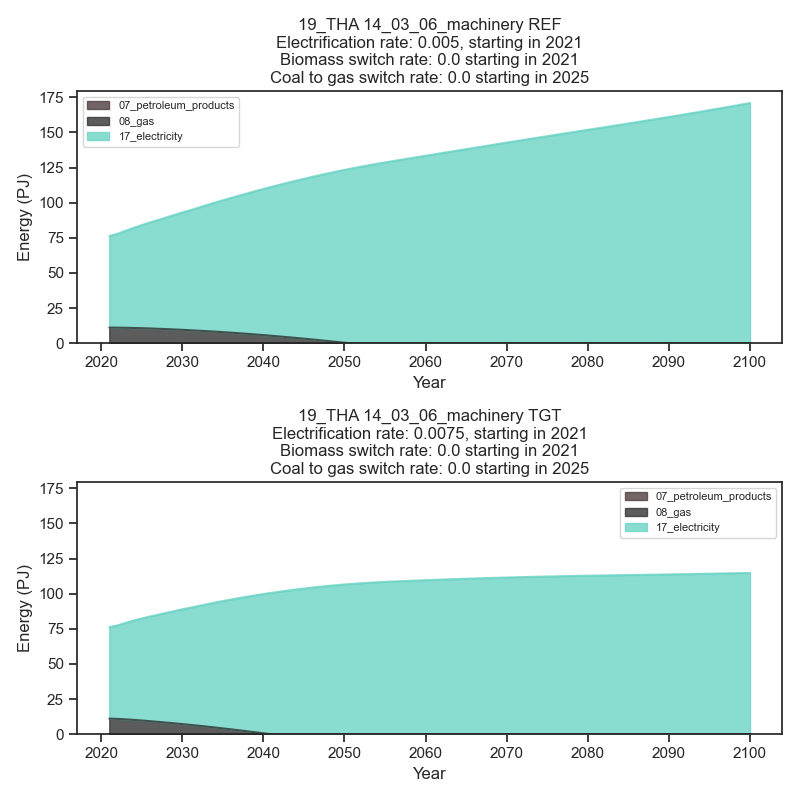 19_THA 14_03_06_machinery REF
Electrification rate: 0.005, starting in 2021
Biomass switch rate: 0.0 starting in 2021
Coal to gas switch rate: 0.0 starting in 2025
07_petroleum_products
08_gas
17_electricity
Energy (PJ)
175
150
125
100
75
50
25
0
2020 2030 2040 2050 2060 2070 2080 2090 2100
Year
19_THA 14_03_06_machinery TGT
Electrification rate: 0.0075, starting in 2021
Biomass switch rate: 0.0 starting in 2021
Coal to gas switch rate: 0.0 starting in 2025
07_petroleum_products
08_gas
17_electricity
Energy (PJ)
175
150
125
100
75
50
25
0
2020 2030 2040 2050 2060 2070 2080 2090 2100
Year